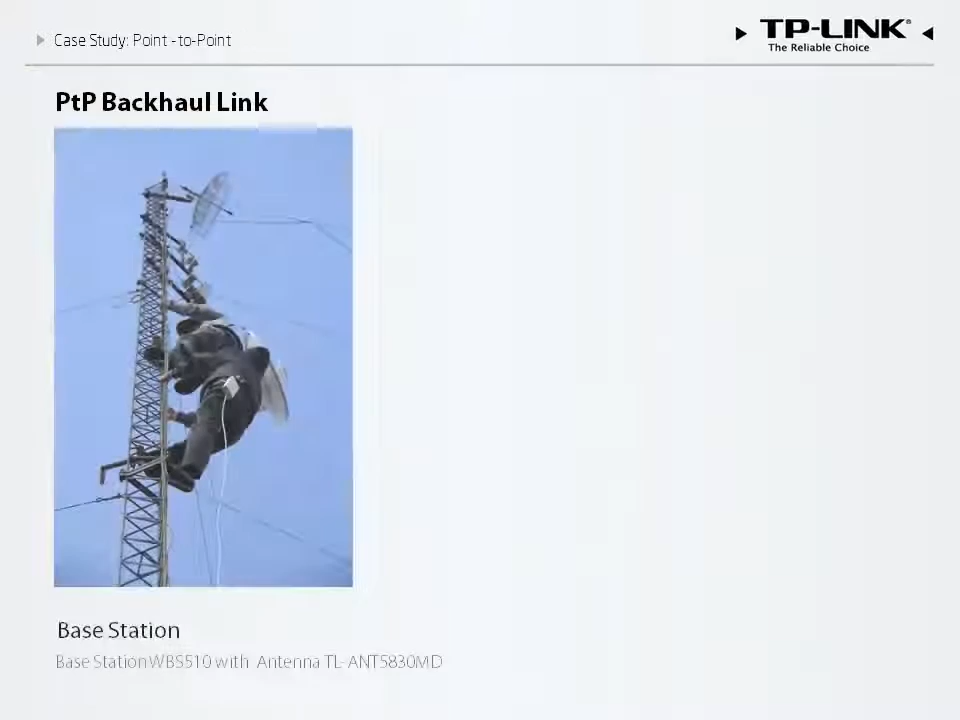 Case Study: Point -to-Point
TP-LINK®
The Reliable Choice
PtP Backhaul Link
Base Station
Base Station WBS510 with Antenna TL- ANT5830MD